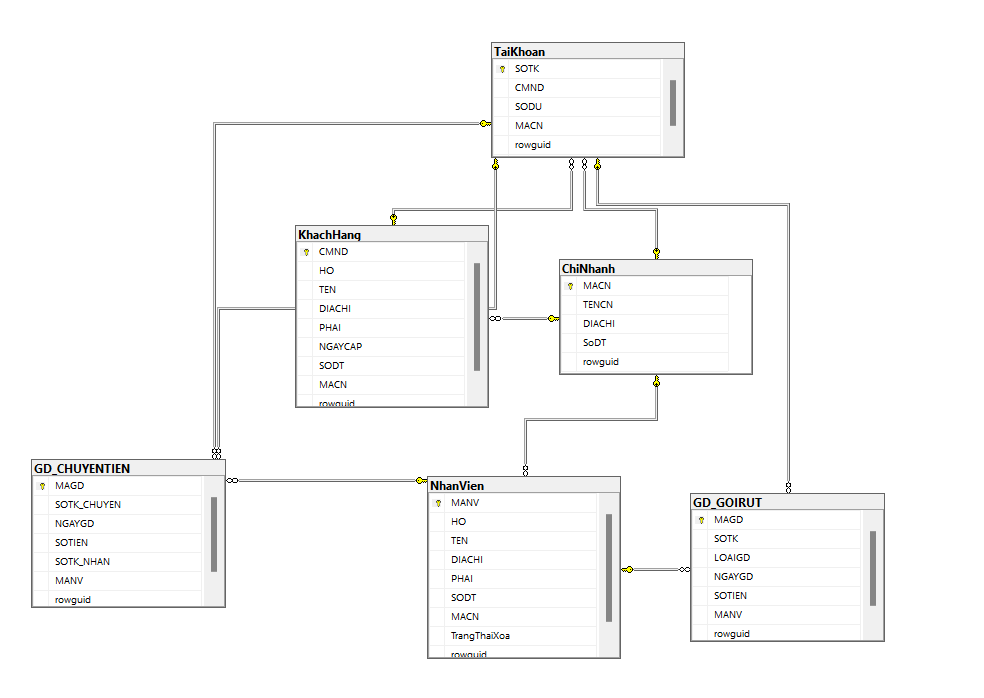 TaiKhoan
SOTK
CMND
SODU
MACN
rowguid
KhachHang
CMND
HO
TEN
DIACHI
PHAI
NGAYCAP
SODT
MACN
rowguid
ChiNhanh
MACN
TENCN
DIACHI
SoDT
rowguid
GD_CHUYENTIEN
MAGD
SOTK_CHUYEN
NGAYGD
SOTIEN
SOTK_NHAN
MANV
rowguid
NhanVien
MANV
HO
TEN
DIACHI
PHAI
SODT
MACN
TrangThaiXoa
rowguid
GD_GOIRUT
MAGD
SOTK
LOAIGD
NGAYGD
SOTIEN
MANV
rowguid